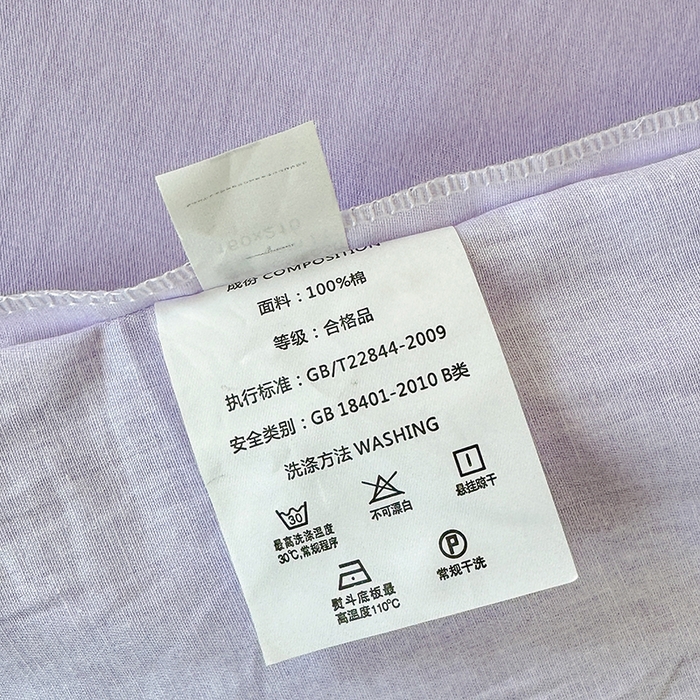 成份 COMPOSITION
面料：100%棉
等级：合格品
执行标准：GB/T22844-2009
安全类别：GB 18401-2010 B类
洗涤方法 WASHING
30
最高洗涤温度
30℃,常规程序
不可漂白
悬挂晾干
熨斗底板最
高温度110℃
P
常规干洗